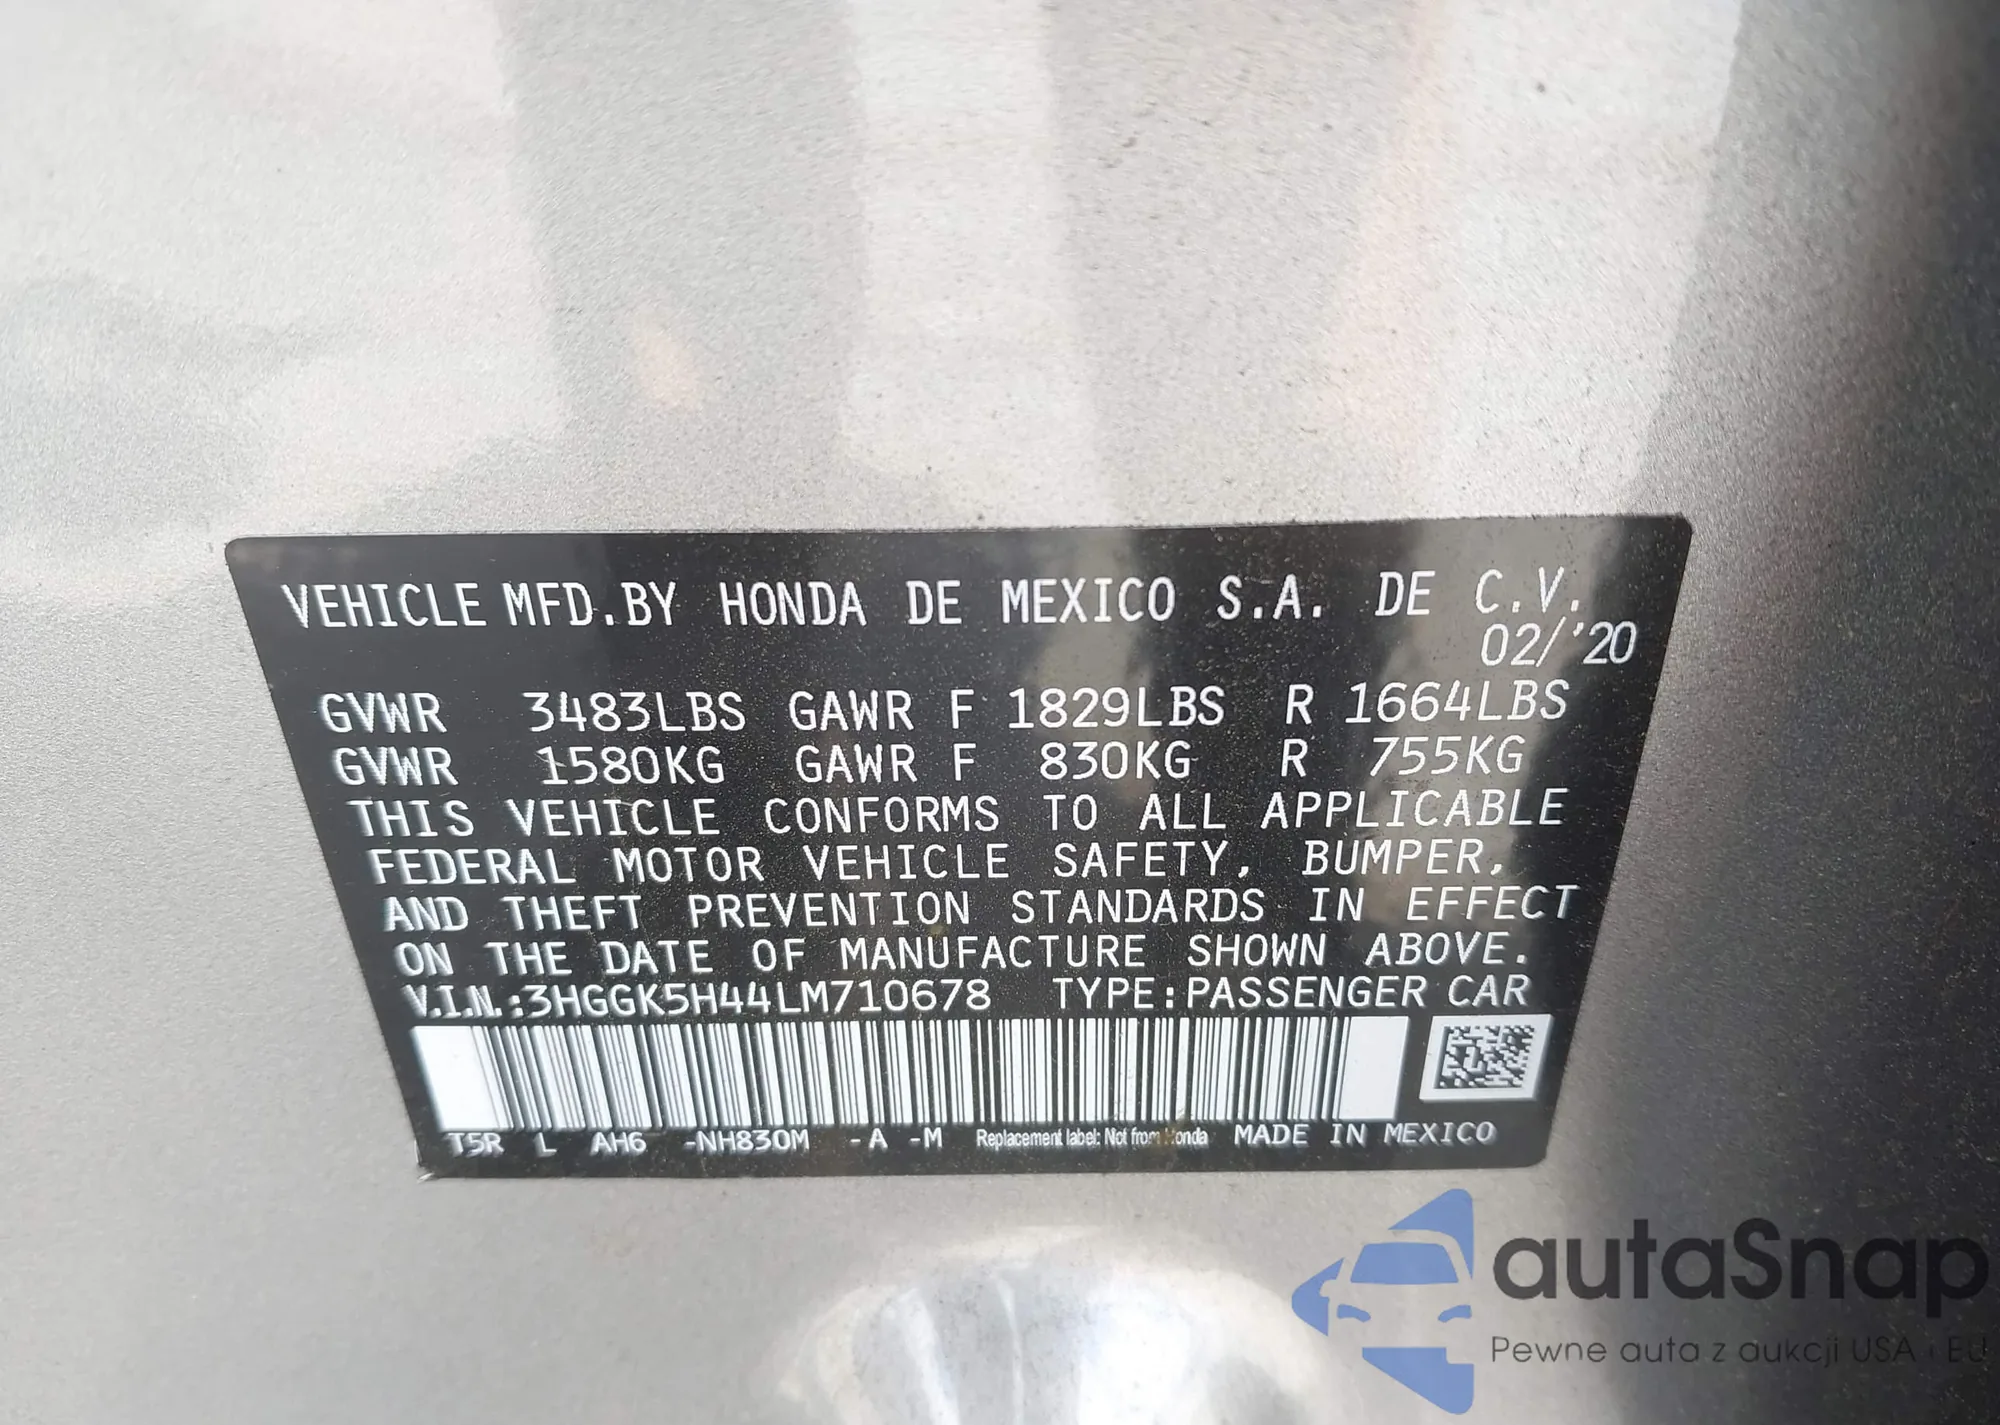 VEHICLE MFD.BY HONDA DE MEXICO S.A. DE C.V.
02/'20
GVWR 3483LBS GAWR F 1829LBS R 1664LBS
GVWR 1580KG GAWR F 830KG R 755KG
THIS VEHICLE CONFORMS TO ALL APPLICABLE
FEDERAL MOTOR VEHICLE SAFETY, BUMPER,
AND THEFT PREVENTION STANDARDS IN EFFECT
ON THE DATE OF MANUFACTURE SHOWN ABOVE.
V.I.N.:3HGGK5H44LM710678 TYPE:PASSENGER CAR
T5R L AH6 -NH830M -A -M Replacement label: Not from Honda MADE IN MEXICO
autaSnap
Pewne auta z aukcji USA i EU